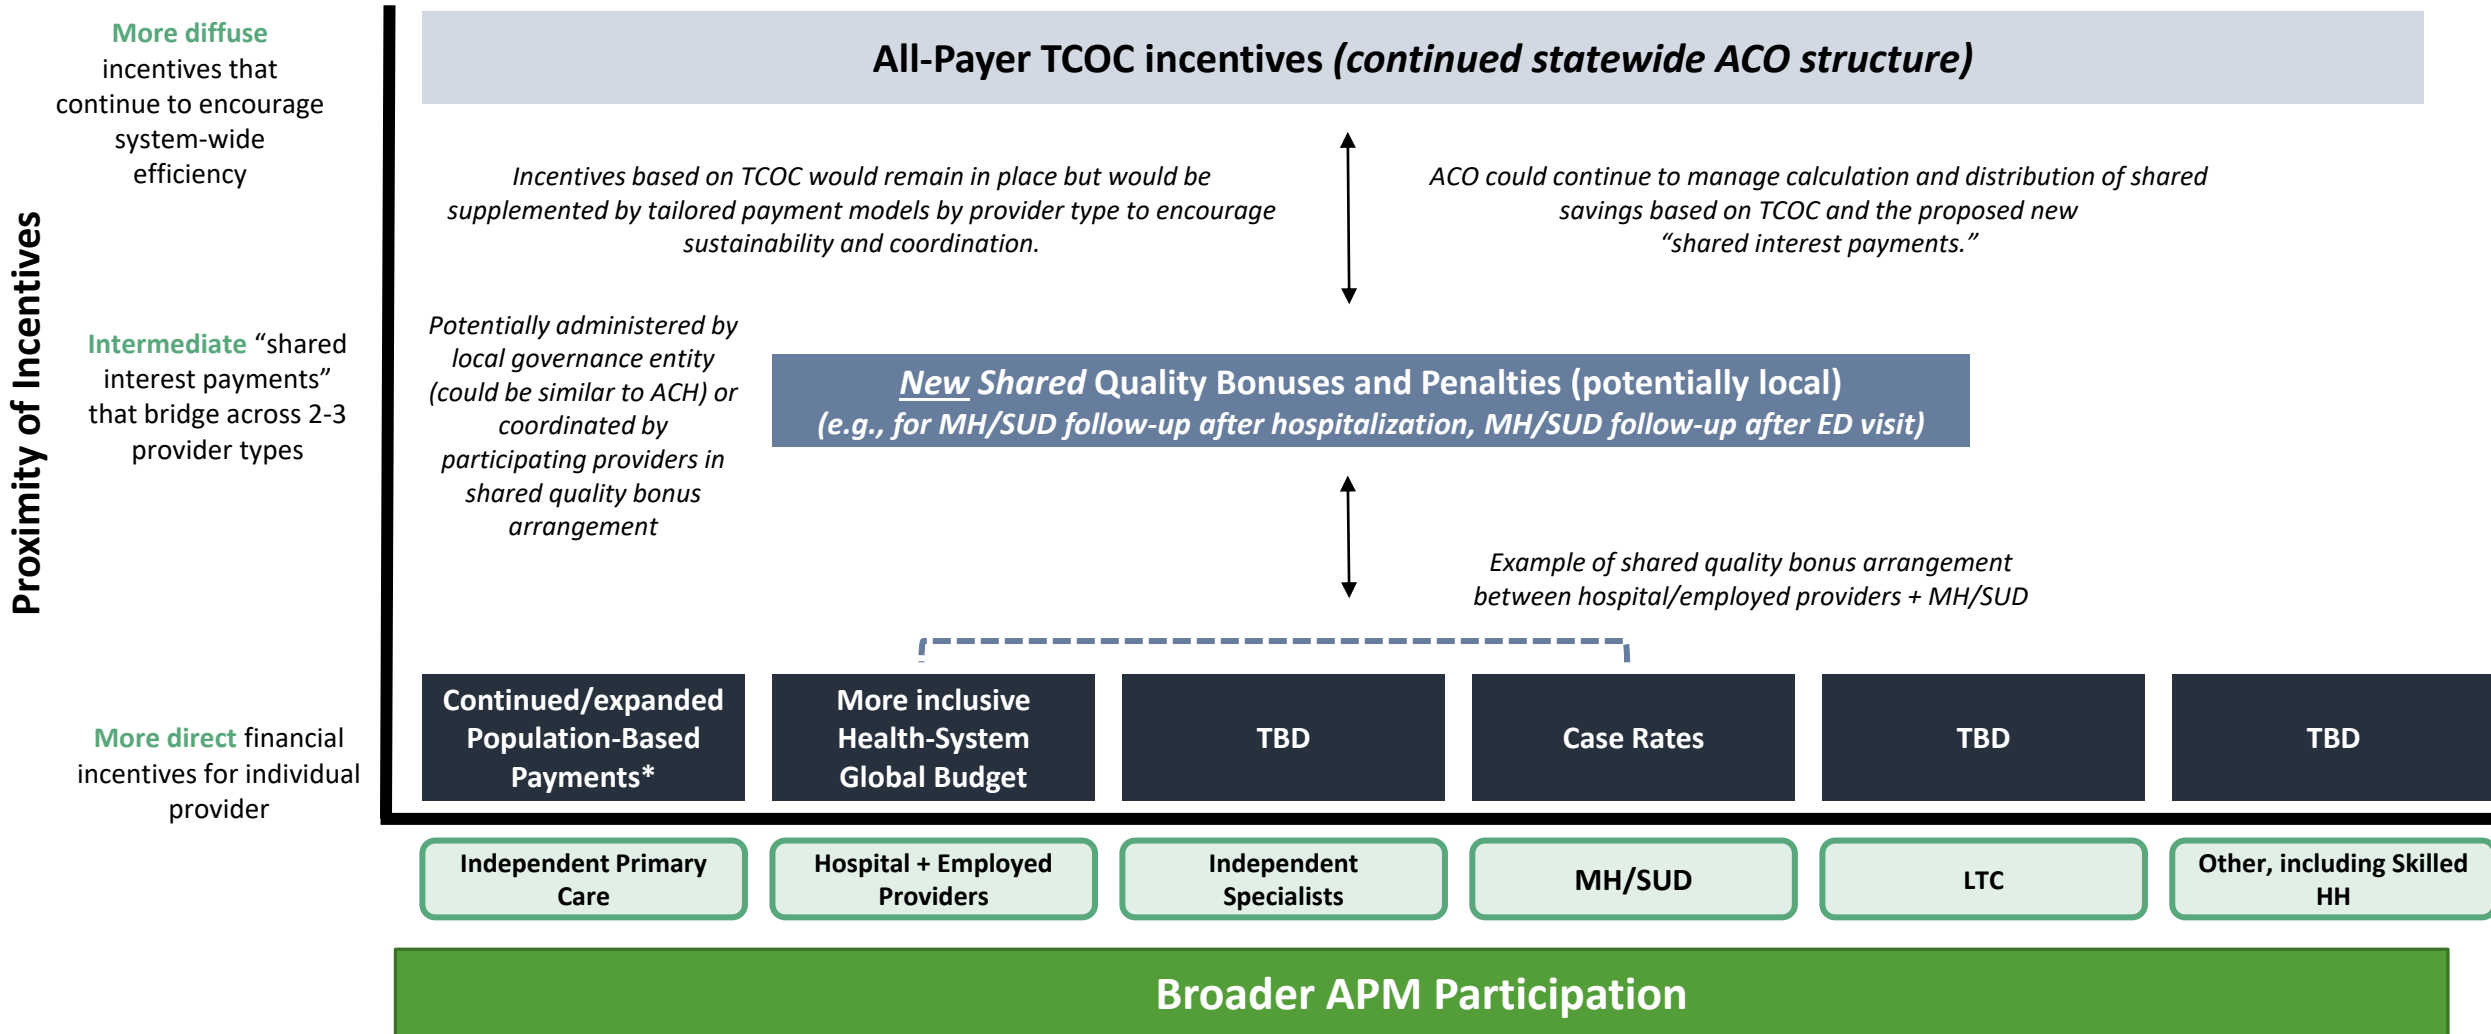 Proximity of Incentives
More diffuse
incentives that
continue to encourage
system-wide
efficiency
All-Payer TCOC incentives (continued statewide ACO structure)
Incentives based on TCOC would remain in place but would be
supplemented by tailored payment models by provider type to encourage
sustainability and coordination.
ACO could continue to manage calculation and distribution of shared
savings based on TCOC and the proposed new
“shared interest payments.”
Intermediate “shared
interest payments”
that bridge across 2-3
provider types
Potentially administered by
local governance entity
(could be similar to ACH) or
coordinated by
participating providers in
shared quality bonus
arrangement
New Shared Quality Bonuses and Penalties (potentially local)
(e.g., for MH/SUD follow-up after hospitalization, MH/SUD follow-up after ED visit)
Example of shared quality bonus arrangement
between hospital/employed providers + MH/SUD
More direct financial
incentives for individual
provider
Continued/expanded
Population-Based
Payments*
More inclusive
Health-System
Global Budget
TBD
Case Rates
TBD
TBD
Independent Primary
Care
Hospital + Employed
Providers
Independent
Specialists
MH/SUD
LTC
Other, including Skilled
HH
Broader APM Participation